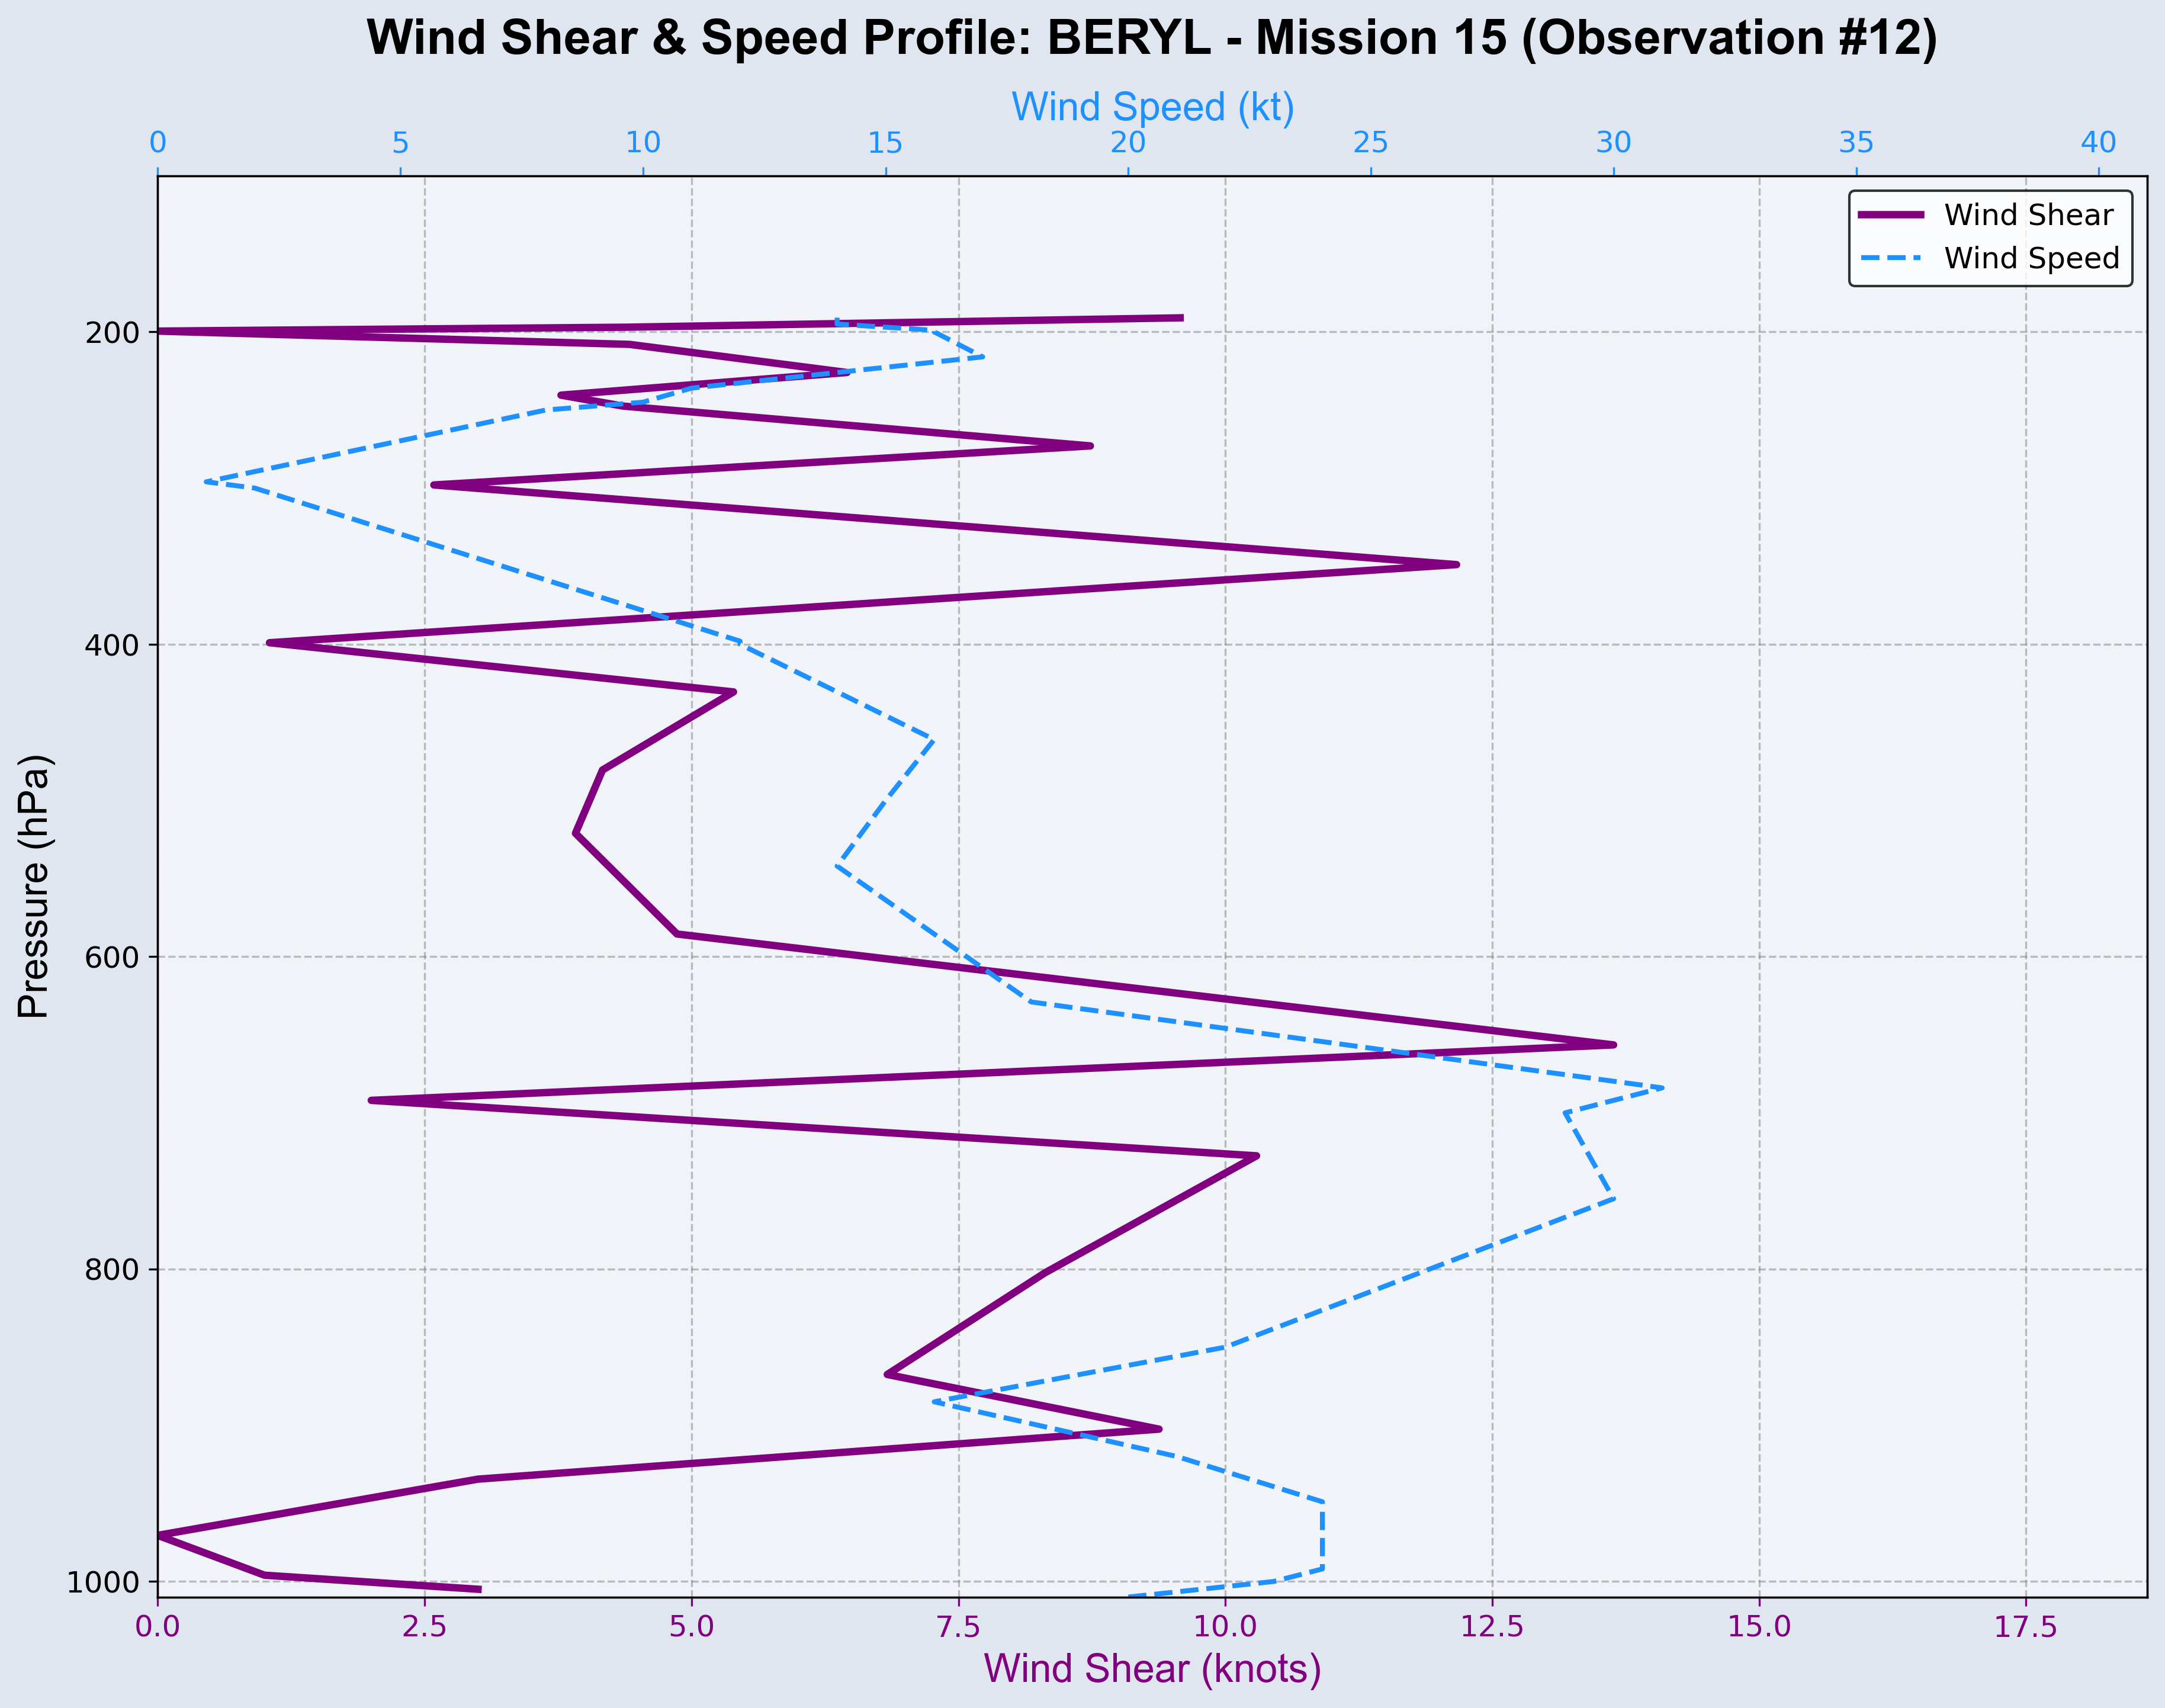 Wind Shear & Speed Profile: BERYL - Mission 15 (Observation #12)
Wind Speed (kt)
0 5 10 15 20 25 30 35 40
Wind Shear
Wind Speed
Pressure (hPa)
200
400
600
800
1000
0.0 2.5 5.0 7.5 10.0 12.5 15.0 17.5
Wind Shear (knots)